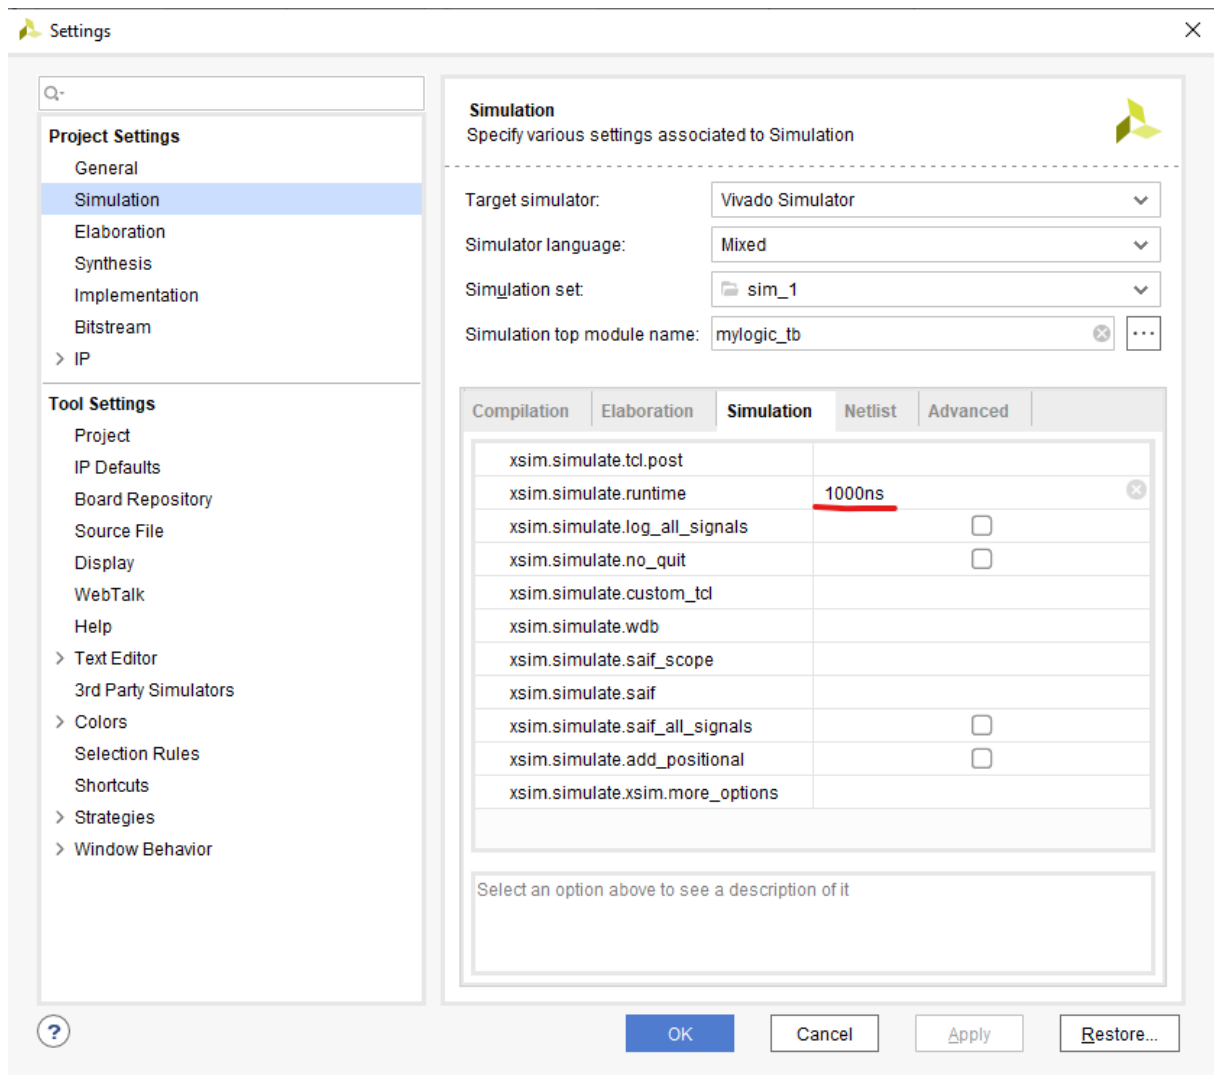 Settings
Project Settings
General
Simulation
Elaboration
Synthesis
Implementation
Bitstream
IP
Tool Settings
Project
IP Defaults
Board Repository
Source File
Display
WebTalk
Help
Text Editor
3rd Party Simulators
Colors
Selection Rules
Shortcuts
Strategies
Window Behavior
Simulation
Specify various settings associated to Simulation
Target simulator: Vivado Simulator
Simulator language: Mixed
Simulation set: sim_1
Simulation top module name: mylogic_tb
Compilation Elaboration Simulation Netlist Advanced
xsim.simulate.tcl.post
xsim.simulate.runtime 1000ns
xsim.simulate.log_all_signals
xsim.simulate.no_quit
xsim.simulate.custom_tcl
xsim.simulate.wdb
xsim.simulate.saif_scope
xsim.simulate.saif
xsim.simulate.saif_all_signals
xsim.simulate.add_positional
xsim.simulate.xsim.more_options
Select an option above to see a description of it
? OK Cancel Apply Restore...